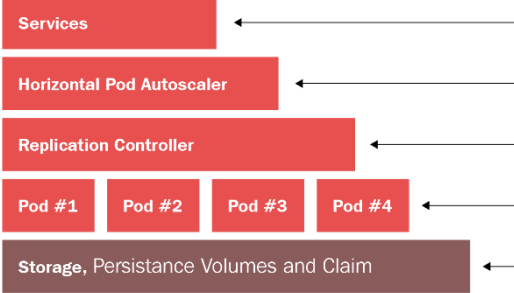 Services
Horizontal Pod Autoscaler
Replication Controller
Pod #1 Pod #2 Pod #3 Pod #4
Storage, Persistance Volumes and Claim